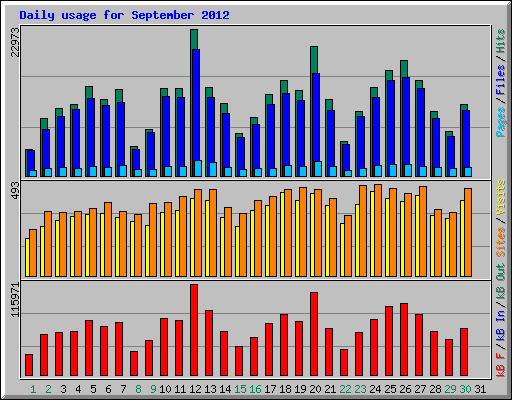 Daily usage for September 2012
22973
Pages / Files / Hits
493
Sites / Visits
115971
kB F / kB In / kB Out
1 2 3 4 5 6 7 8 9 10 11 12 13 14 15 16 17 18 19 20 21 22 23 24 25 26 27 28 29 30 31